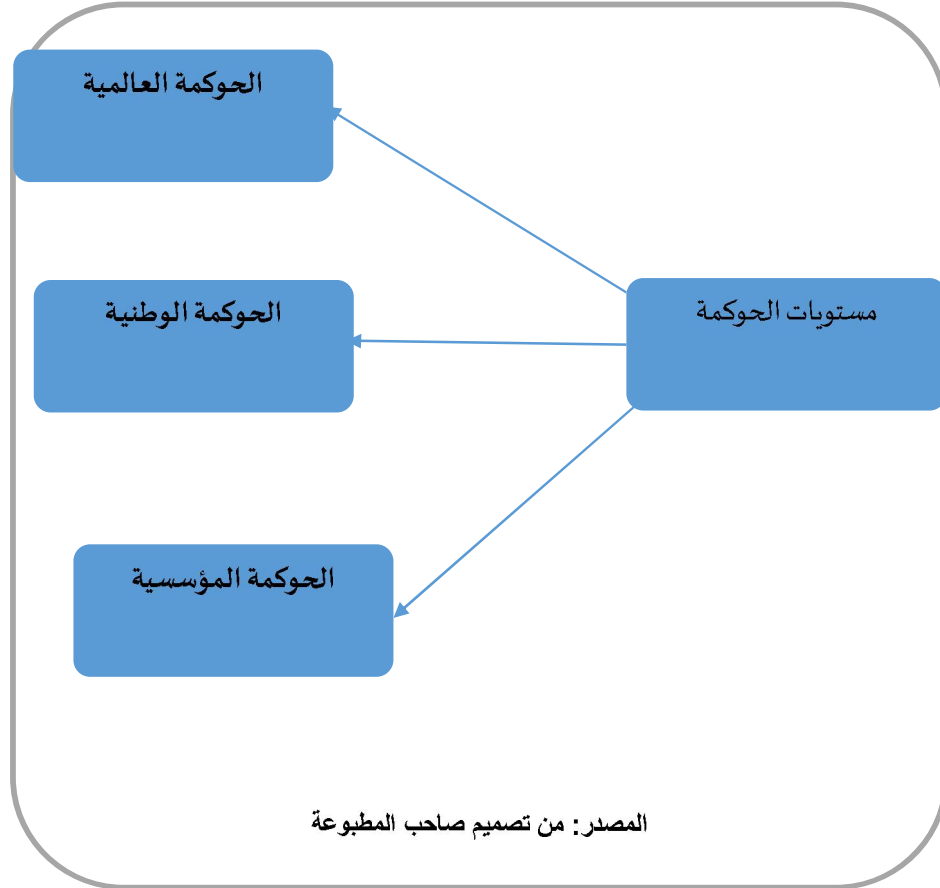 الحوكمة العالمية
مستويات الحوكمة
الحوكمة الوطنية
الحوكمة المؤسسية
المصدر: من تصميم صاحب المطبوعة